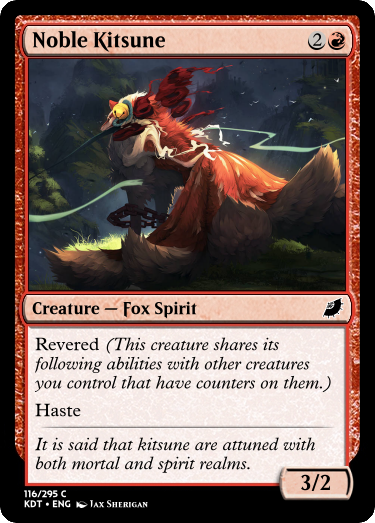 Noble Kitsune 2
Creature — Fox Spirit
Revered (This creature shares its
following abilities with other creatures
you control that have counters on them.)
Haste
It is said that kitsune are attuned with
both mortal and spirit realms.
3/2
116/295 C
KDT • ENG Jax Sherigan